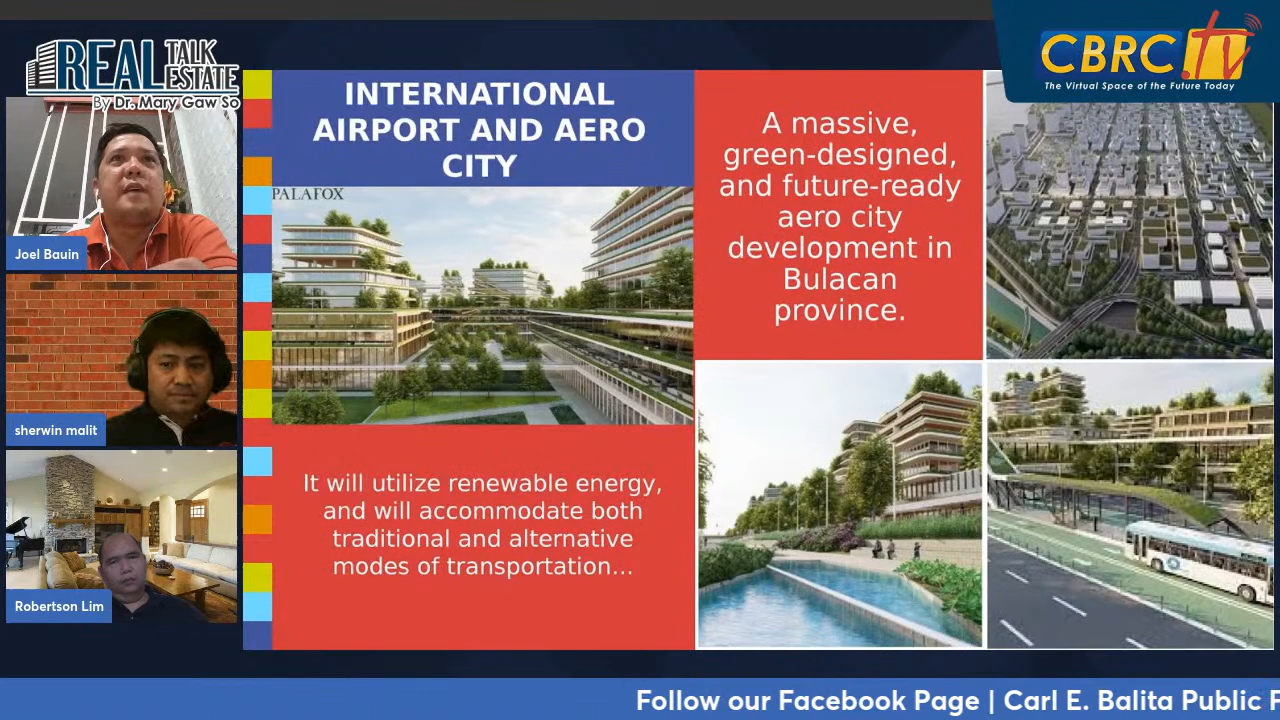 REAL TALK
ESTATE
By Dr. Mary Gaw So
CBRC.tv
The Virtual Space of the Future Today
INTERNATIONAL
AIRPORT AND AERO
CITY
PALAFOX
A massive,
green-designed,
and future-ready
aero city
development in
Bulacan
province.
It will utilize renewable energy,
and will accommodate both
traditional and alternative
modes of transportation...
Joel Bauin
sherwin malit
Robertson Lim
Follow our Facebook Page | Carl E. Balita Public